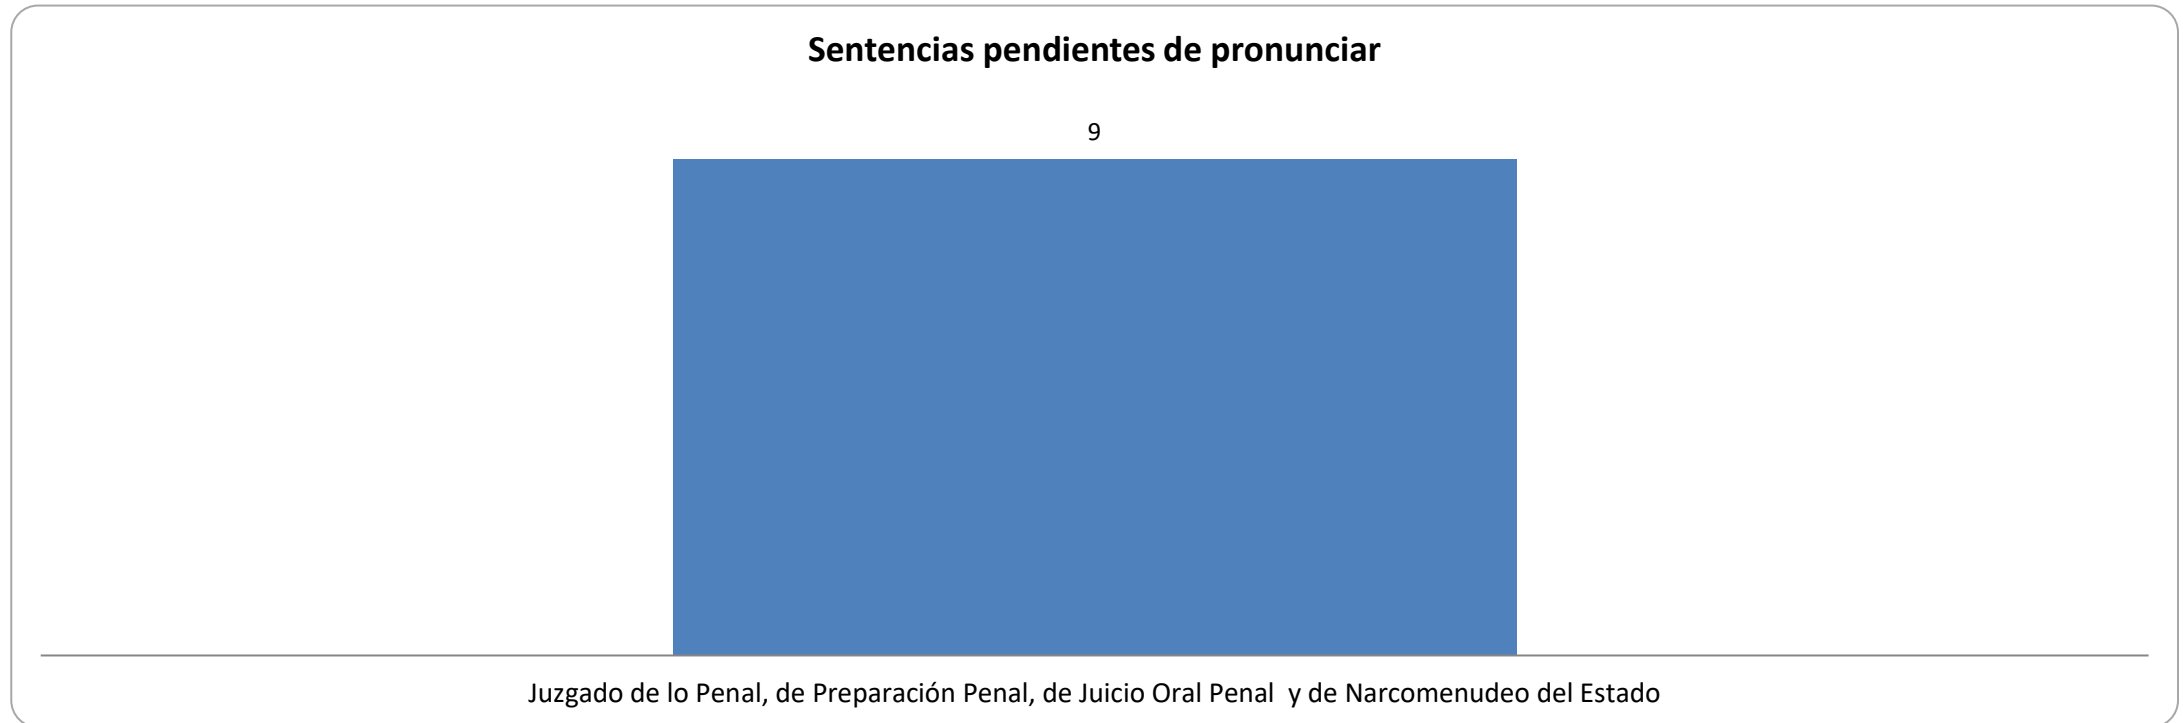 Sentencias pendientes de pronunciar
9
Juzgado de lo Penal, de Preparación Penal, de Juicio Oral Penal  y de Narcomenudeo del Estado